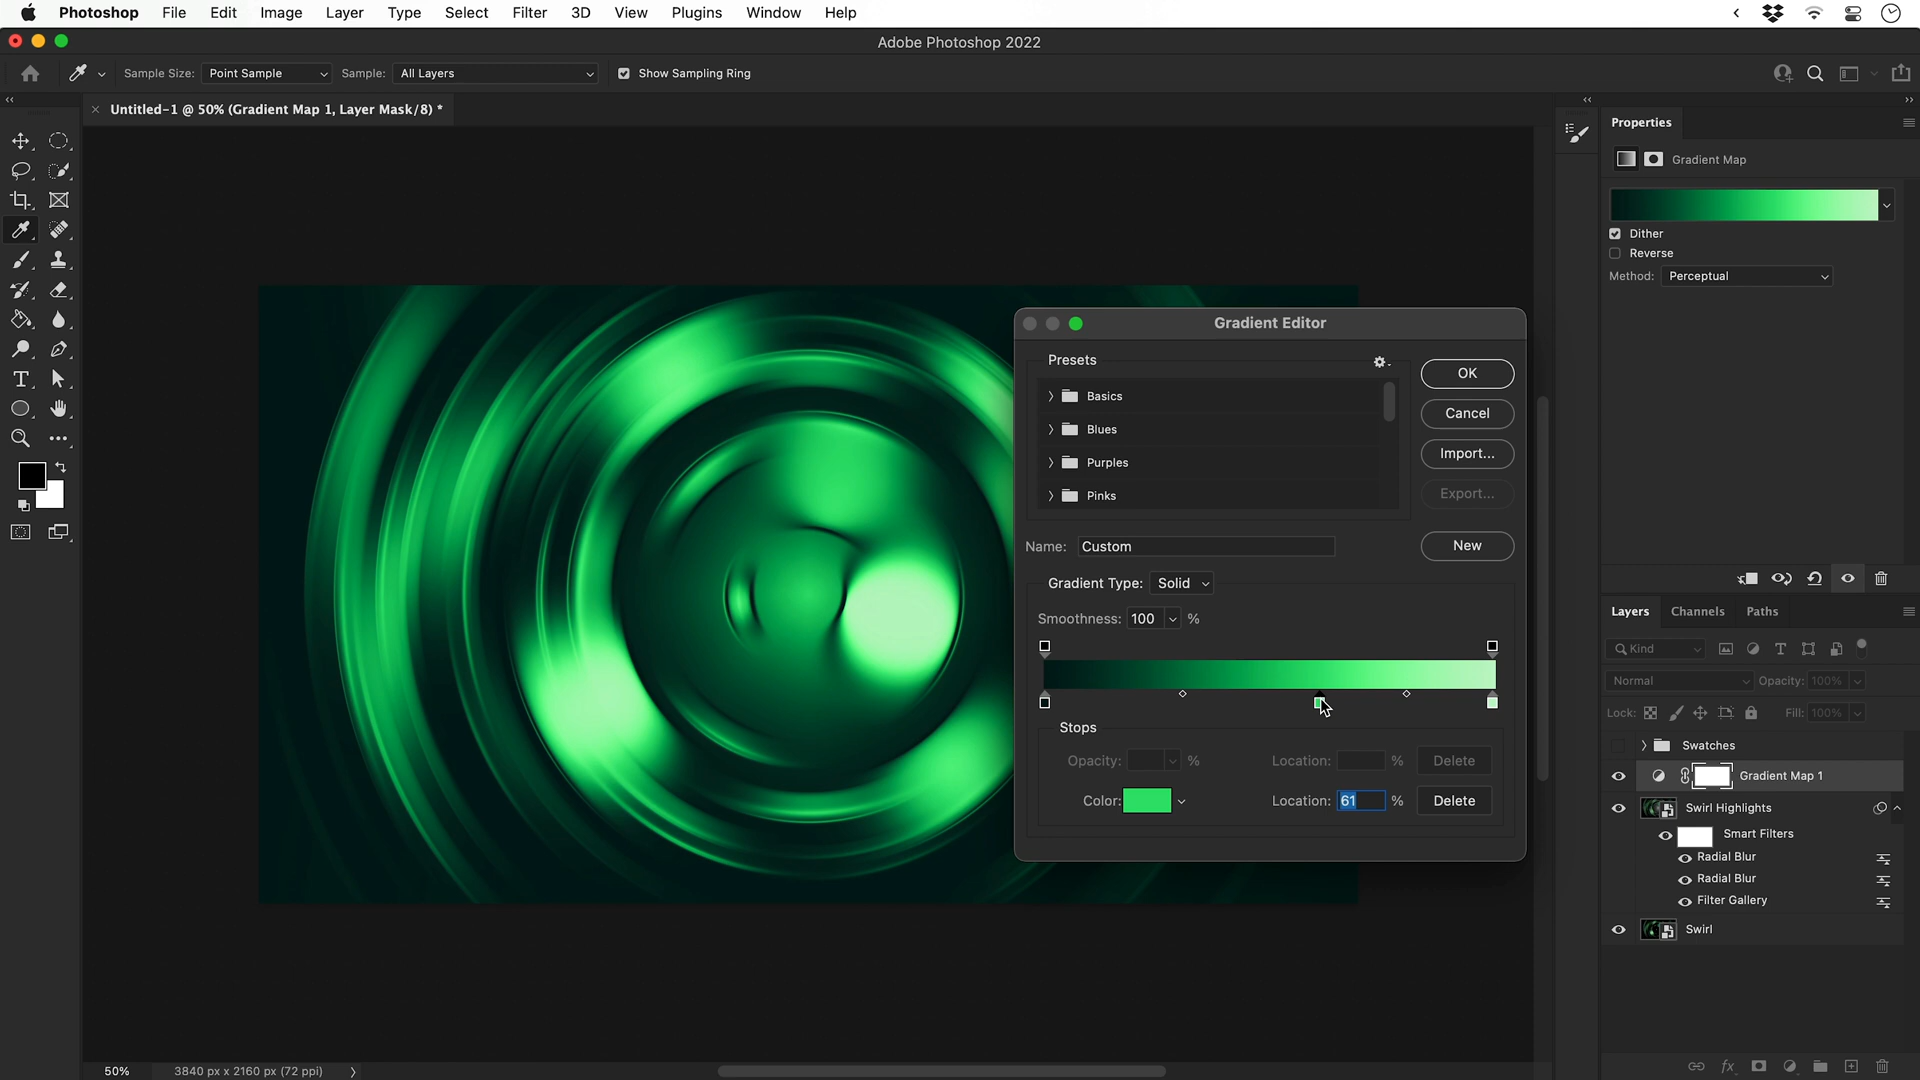 Photoshop File Edit Image Layer Type Select Filter 3D View Plugins Window Help
Adobe Photoshop 2022
Sample Size: Point Sample Sample: All Layers Show Sampling Ring
Untitled-1 @ 50% (Gradient Map 1, Layer Mask/8) *
Properties
Gradient Map
Dither
Reverse
Method: Perceptual
Gradient Editor
Presets
Basics
Blues
Purples
Pinks
OK
Cancel
Import...
Export...
Name: Custom
New
Gradient Type: Solid
Smoothness: 100 %
Stops
Opacity: % Location: % Delete
Color: Location: 61 % Delete
Layers Channels Paths
Kind
Normal Opacity: 100%
Lock: Fill: 100%
Swatches
Gradient Map 1
Swirl Highlights
Smart Filters
Radial Blur
Radial Blur
Filter Gallery
Swirl
50% 3840 px x 2160 px (72 ppi)